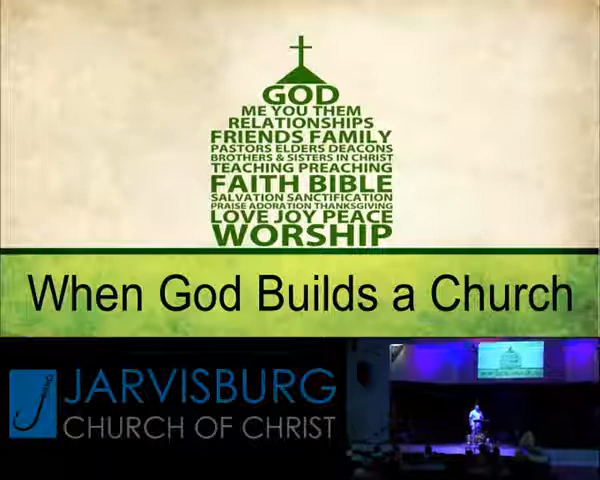 GOD
ME YOU THEM
RELATIONSHIPS
FRIENDS FAMILY
PASTORS ELDERS DEACONS
BROTHERS & SISTERS IN CHRIST
TEACHING PREACHING
FAITH BIBLE
SALVATION SANCTIFICATION
PRAISE ADORATION THANKSGIVING
LOVE JOY PEACE
WORSHIP
When God Builds a Church
JARVISBURG
CHURCH OF CHRIST